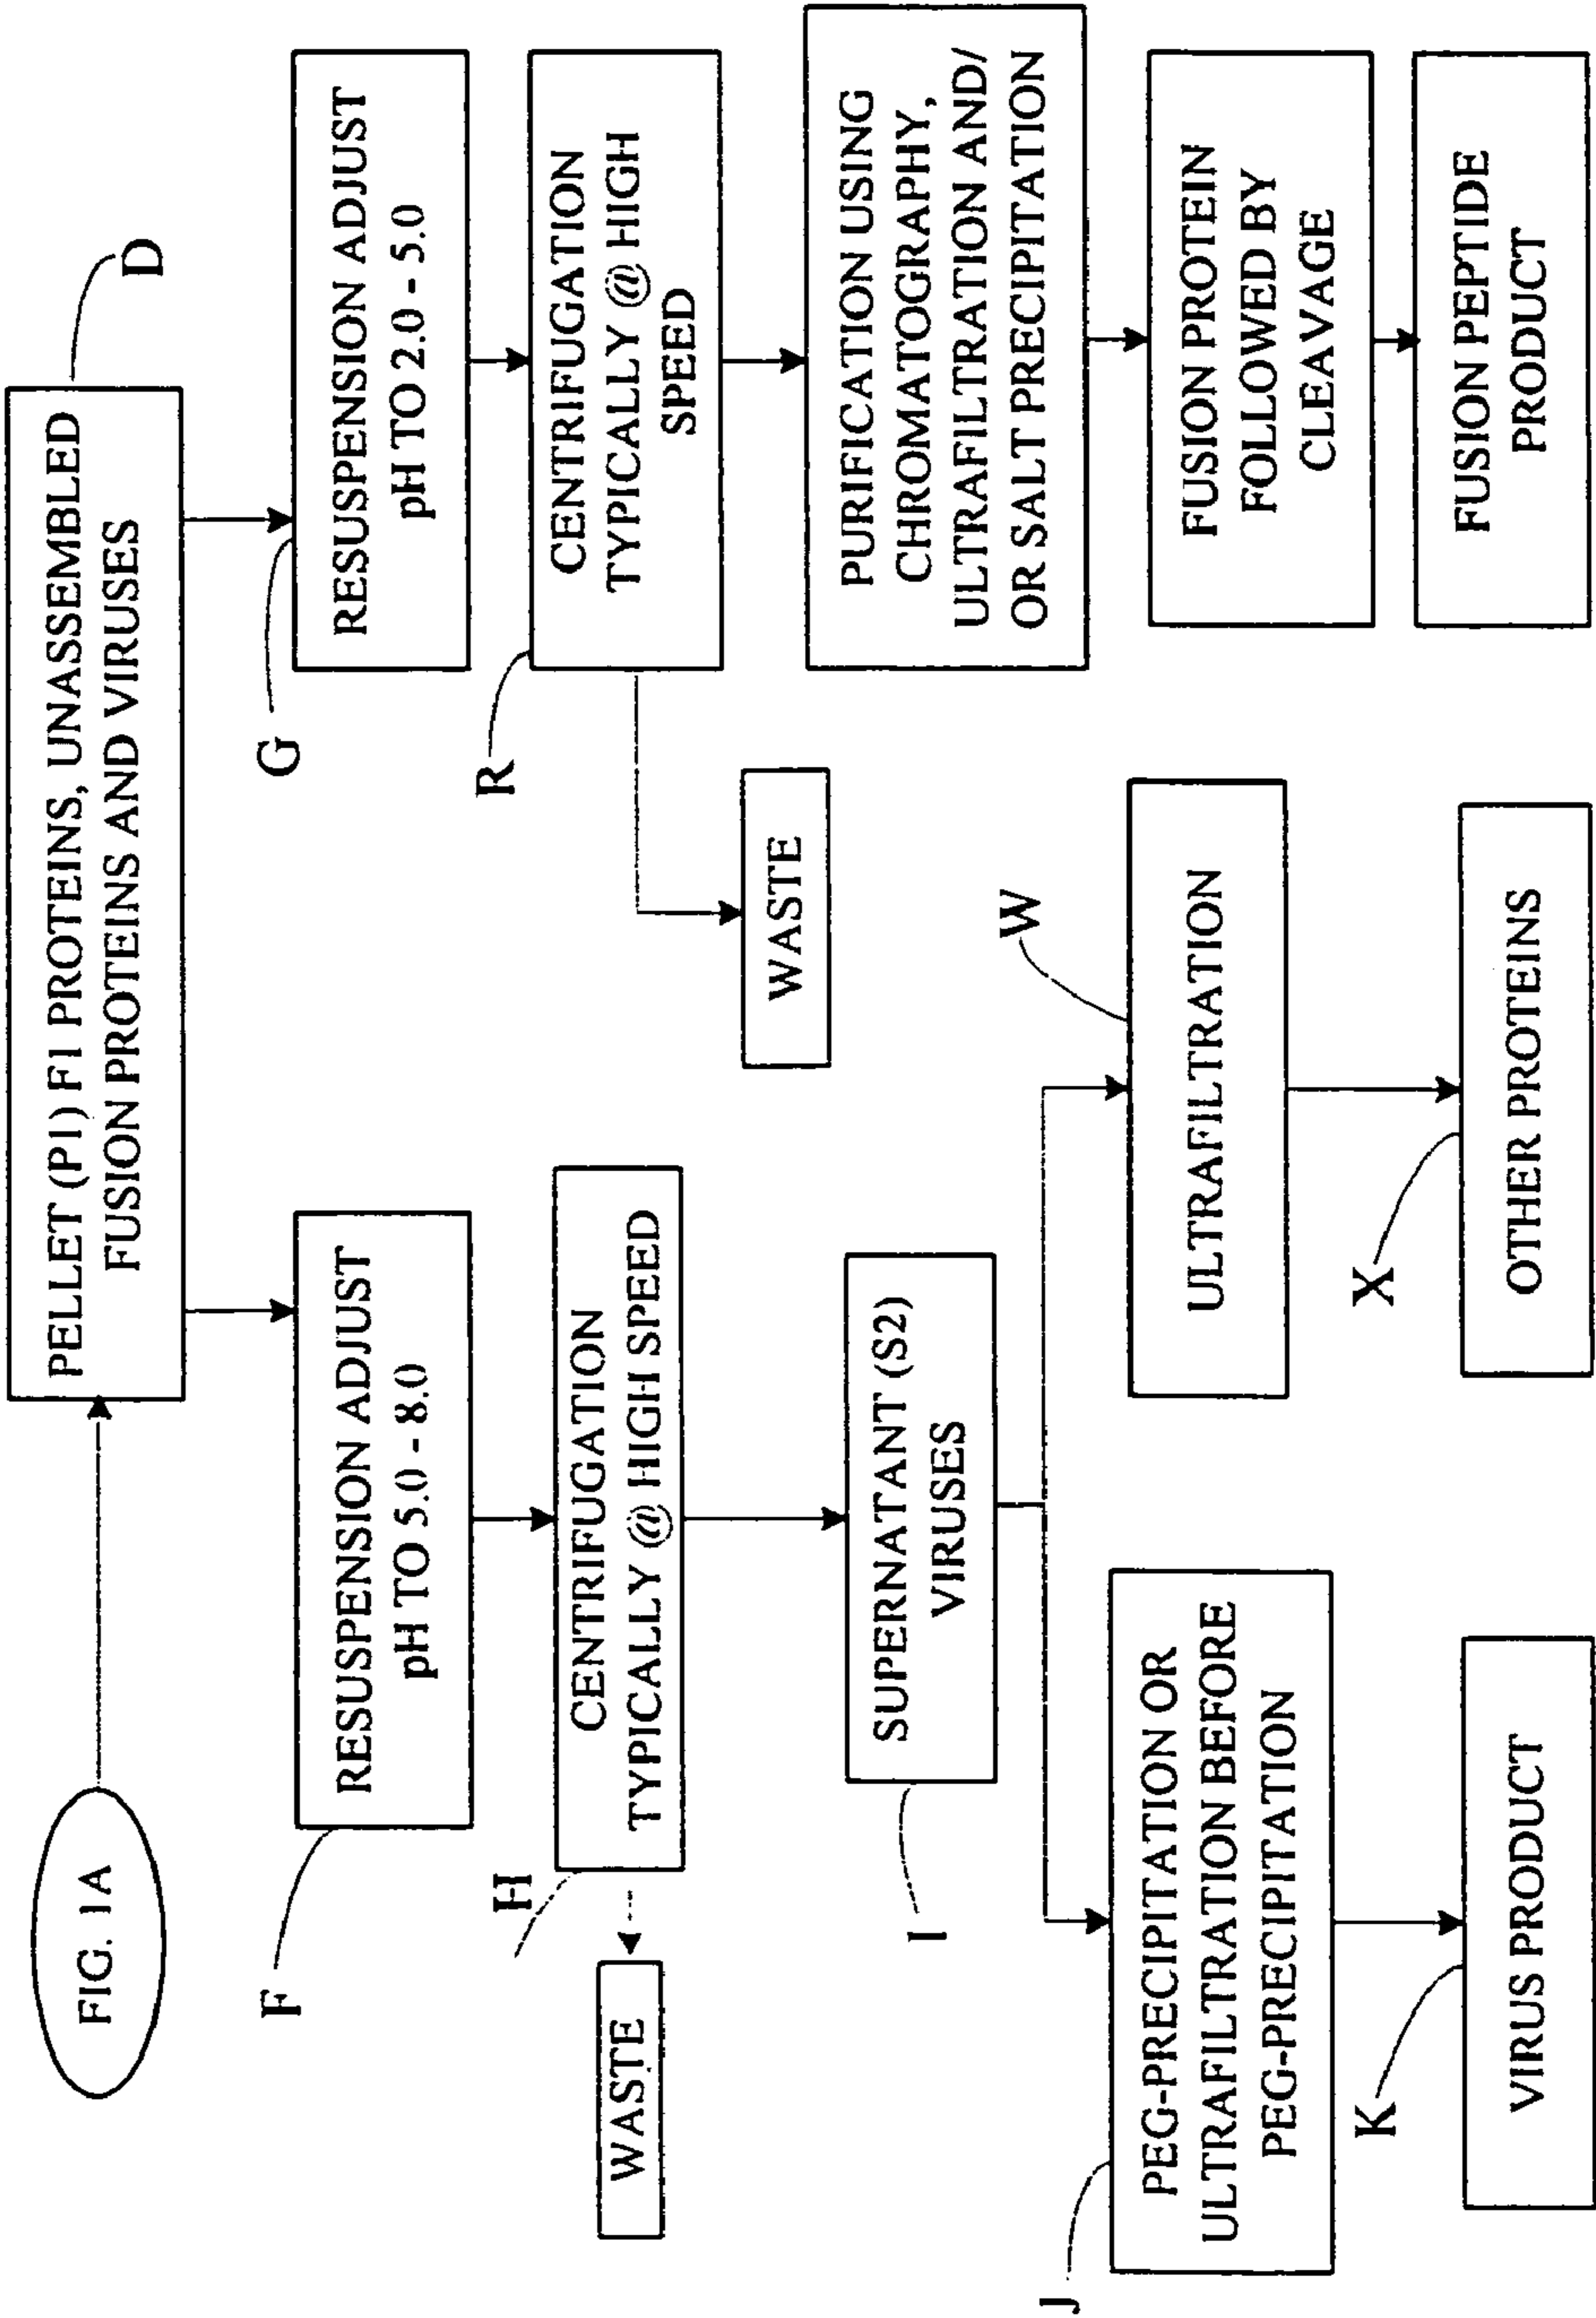 FIG. 1A
PELLET (P1) F1 PROTEINS, UNASSEMBLED
FUSION PROTEINS AND VIRUSES
D
F
RESUSPENSION ADJUST
pH TO 5.0 - 8.0
G
RESUSPENSION ADJUST
pH TO 2.0 - 5.0
H
CENTRIFUGATION
TYPICALLY @ HIGH SPEED
WASTE
R
CENTRIFUGATION
TYPICALLY @ HIGH
SPEED
WASTE
I
SUPERNATANT (S2)
VIRUSES
PURIFICATION USING
CHROMATOGRAPHY,
ULTRAFILTRATION AND/
OR SALT PRECIPITATION
J
PEG-PRECIPITATION OR
ULTRAFILTRATION BEFORE
PEG-PRECIPITATION
W
ULTRAFILTRATION
FUSION PROTEIN
FOLLOWED BY
CLEAVAGE
K
VIRUS PRODUCT
X
OTHER PROTEINS
FUSION PEPTIDE
PRODUCT